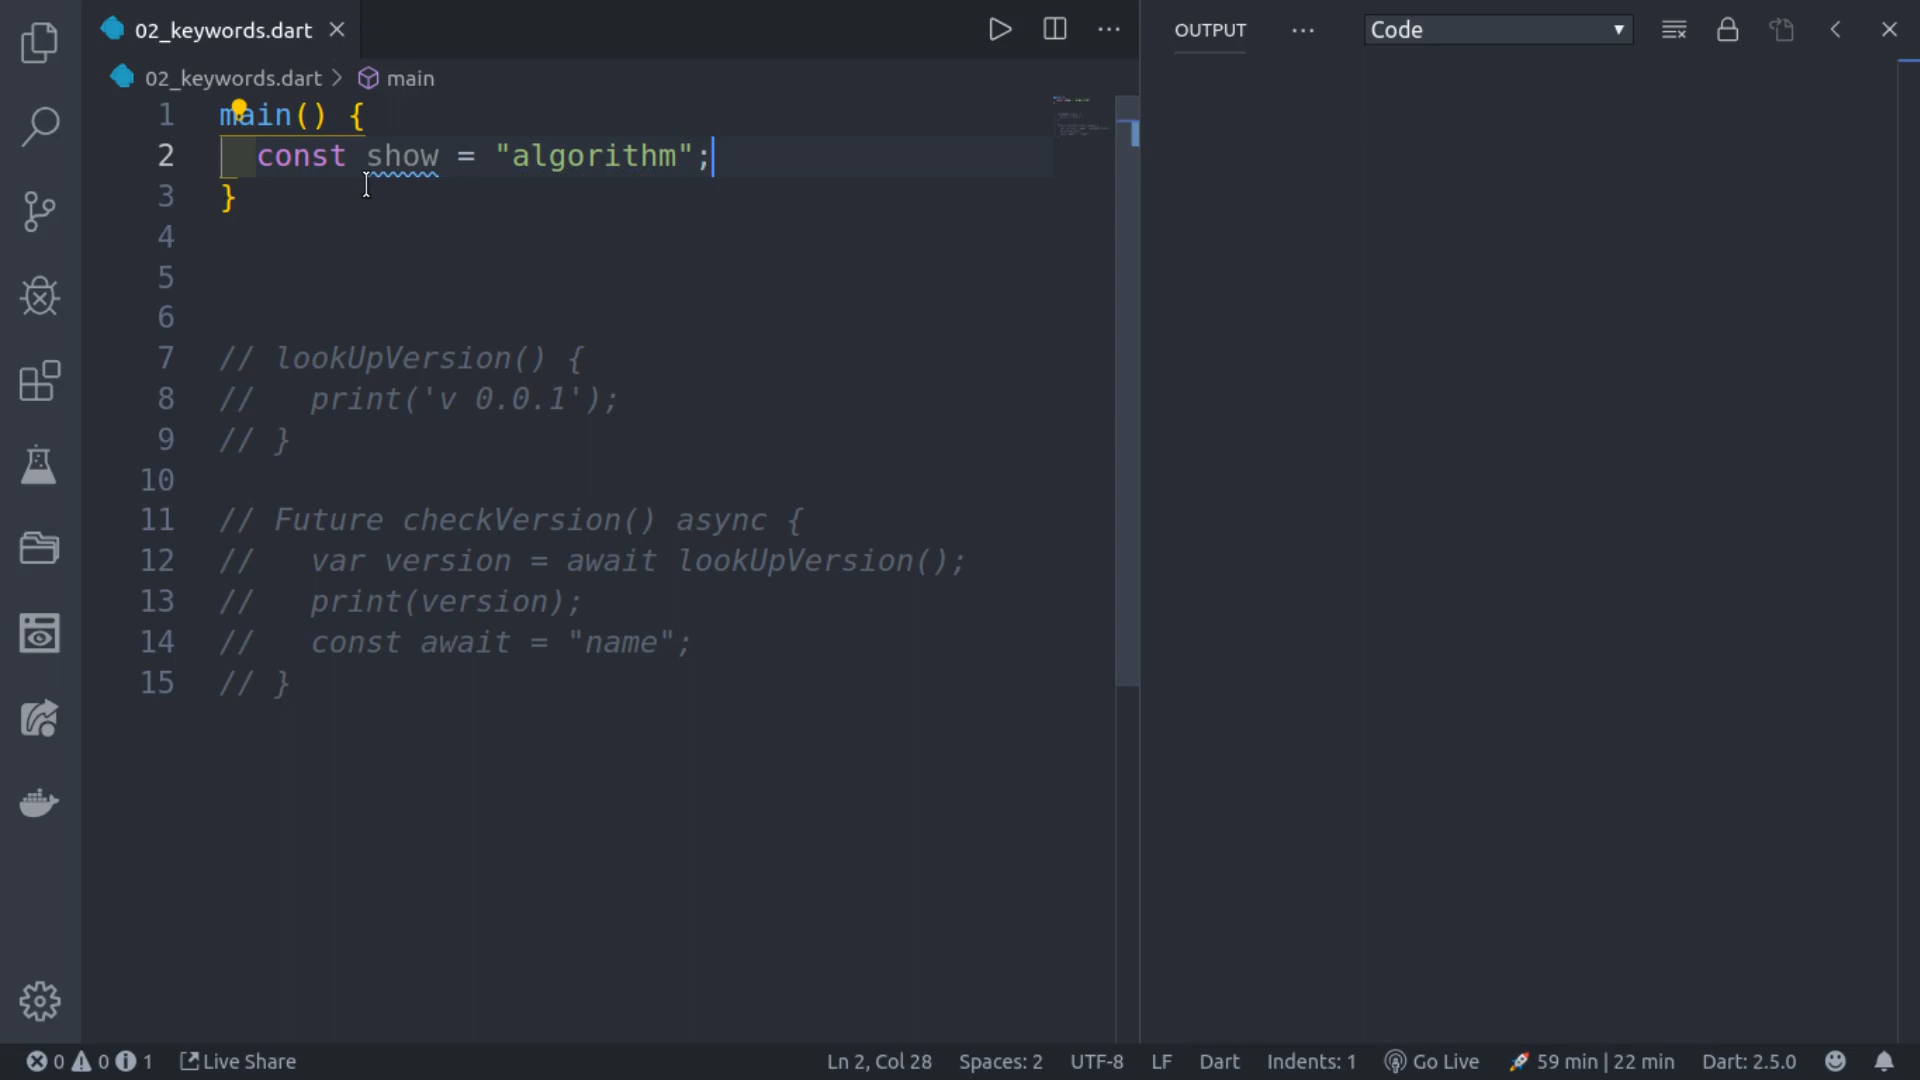 02_keywords.dart
OUTPUT
Code
02_keywords.dart > main
1 main() {
2   const show = "algorithm";
3 }
4
5
6
7 // lookUpVersion() {
8 //   print('v 0.0.1');
9 // }
10
11 // Future checkVersion() async {
12 //   var version = await lookUpVersion();
13 //   print(version);
14 //   const await = "name";
15 // }
0 0 1 Live Share Ln 2, Col 28 Spaces: 2 UTF-8 LF Dart Indents: 1 Go Live 59 min | 22 min Dart: 2.5.0